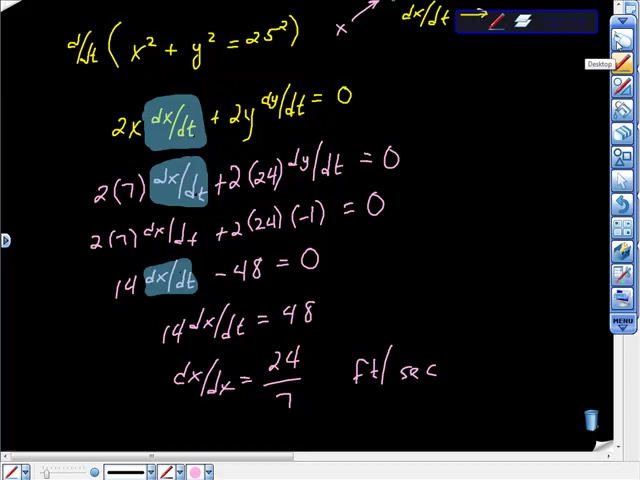 dx/dt →
d/dt ( x² + y² = 25² )
x
Desktop
2x dx/dt + 2y dy/dt = 0
2(7) dx/dt + 2(24) dy/dt = 0
2(7) dx/dt + 2(24)(-1) = 0
14 dx/dt - 48 = 0
14 dx/dt = 48
MENU
dx/dx = 24/7 ft/sec